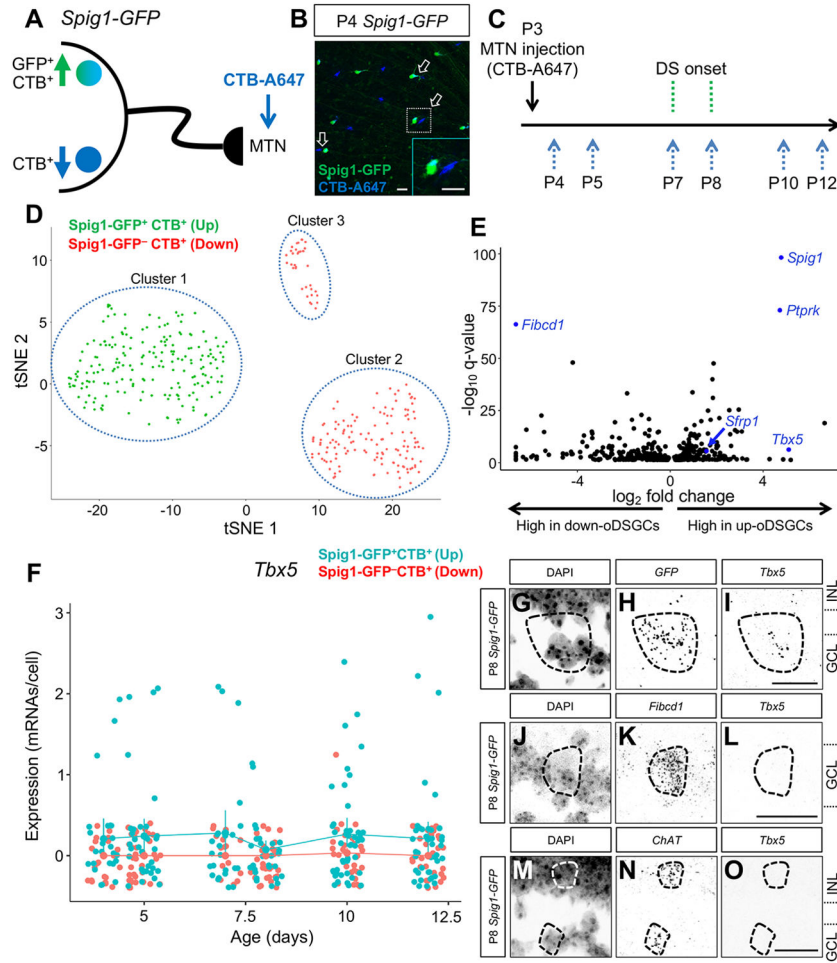 A
Spig1-GFP
GFP⁺
CTB⁺
CTB⁺
CTB-A647
MTN
B
P4 Spig1-GFP
Spig1-GFP
CTB-A647
C
P3
MTN injection
(CTB-A647)
DS onset
P4
P5
P7
P8
P10
P12
D
Spig1-GFP⁺ CTB⁺ (Up)
Spig1-GFP⁻ CTB⁺ (Down)
Cluster 1
Cluster 3
Cluster 2
10
5
0
-5
tSNE 2
-20
-10
0
10
20
tSNE 1
E
-100
75
50
25
0
-log₁₀ q-value
Spig1
Ptprk
Fibcd1
Sfrp1
Tbx5
-4
0
4
log₂ fold change
High in down-oDSGCs
High in up-oDSGCs
F
Tbx5
Spig1-GFP⁺CTB⁺ (Up)
Spig1-GFP⁻CTB⁺ (Down)
3
2
1
0
Expression (mRNAs/cell)
5
7.5
10
12.5
Age (days)
DAPI
GFP
Tbx5
P8 Spig1-GFP
G
H
I
INL
GCL
DAPI
Fibcd1
Tbx5
P8 Spig1-GFP
J
K
L
GCL
DAPI
ChAT
Tbx5
P8 Spig1-GFP
M
N
O
INL
GCL